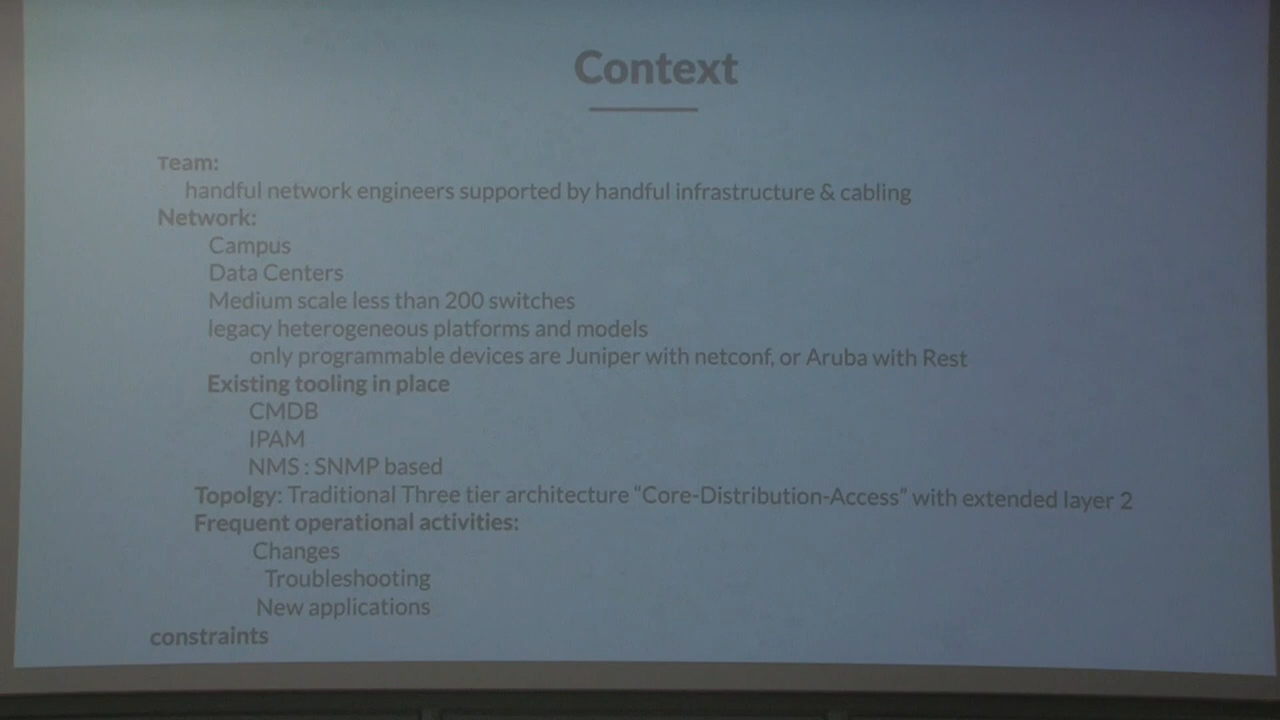 Context
Team:
handful network engineers supported by handful infrastructure & cabling
Network:
Campus
Data Centers
Medium scale less than 200 switches
legacy heterogeneous platforms and models
only programmable devices are Juniper with netconf, or Aruba with Rest
Existing tooling in place
CMDB
IPAM
NMS : SNMP based
Topolgy: Traditional Three tier architecture “Core-Distribution-Access” with extended layer 2
Frequent operational activities:
Changes
Troubleshooting
New applications
constraints